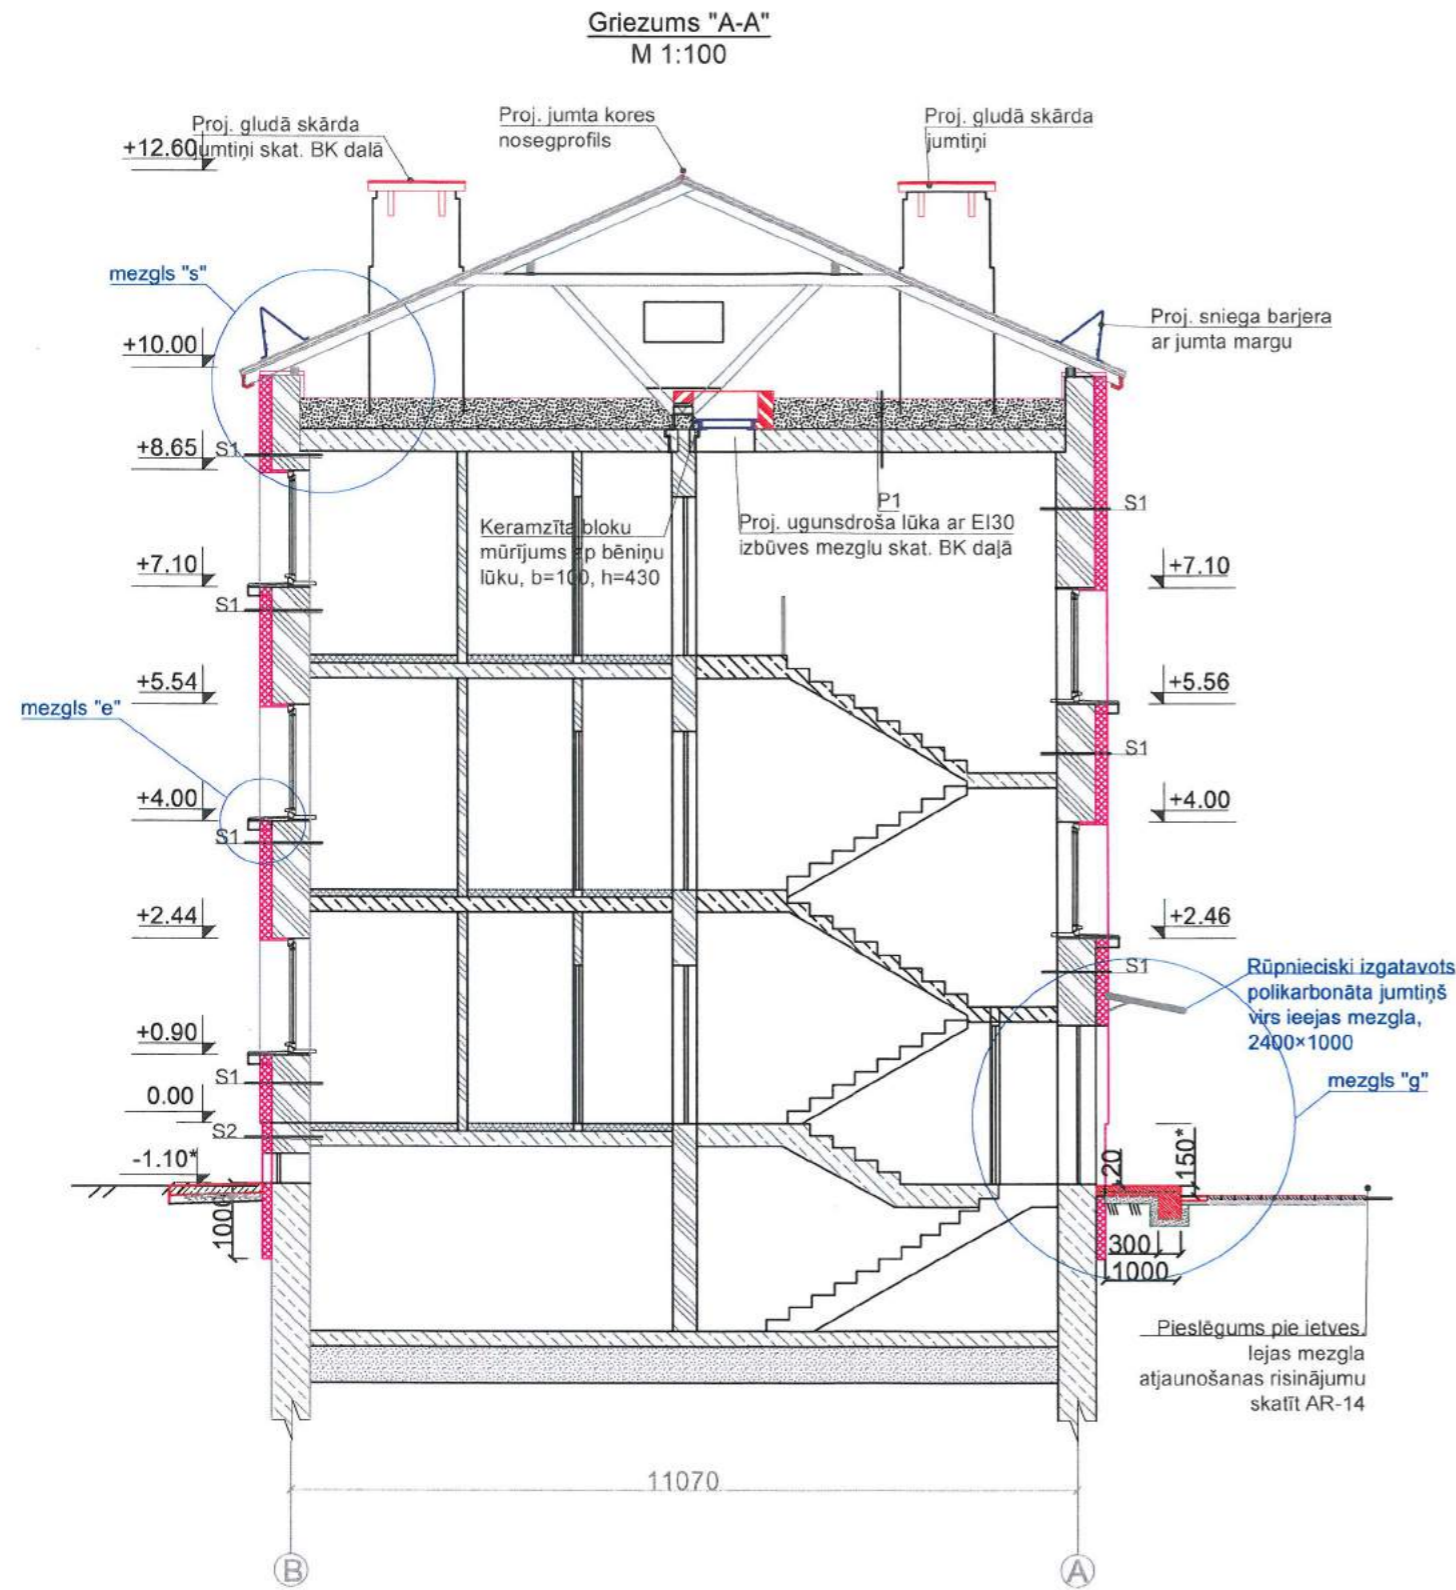 Griezums "A-A"
M 1:100
Proj. gludā skārda
jumtiņi skat. BK daļā
Proj. jumta kores
nosegprofils
Proj. gludā skārda
jumtiņi
+12.60
mezgls "s"
Proj. sniega barjera
ar jumta margu
+10.00
+8.65
S1
P1
S1
Keramzīta bloku
mūrījums zp bēniņu
lūku, b=100, h=430
Proj. ugunsdroša lūka ar EI30
izbūves mezglu skat. BK daļā
+7.10
+7.10
S1
+5.54
+5.56
mezgls "e"
S1
+4.00
+4.00
S1
+2.44
+2.46
S1
Rūpnieciski izgatavots
polikarbonāta jumtiņš
virs ieejas mezgla,
2400×1000
+0.90
S1
mezgls "g"
0.00
S2
-1.10*
20
150*
1000
300
1000
Pieslēgums pie ietves.
Iejas mezgla
atjaunošanas risinājumu
skatīt AR-14
11070
B
A